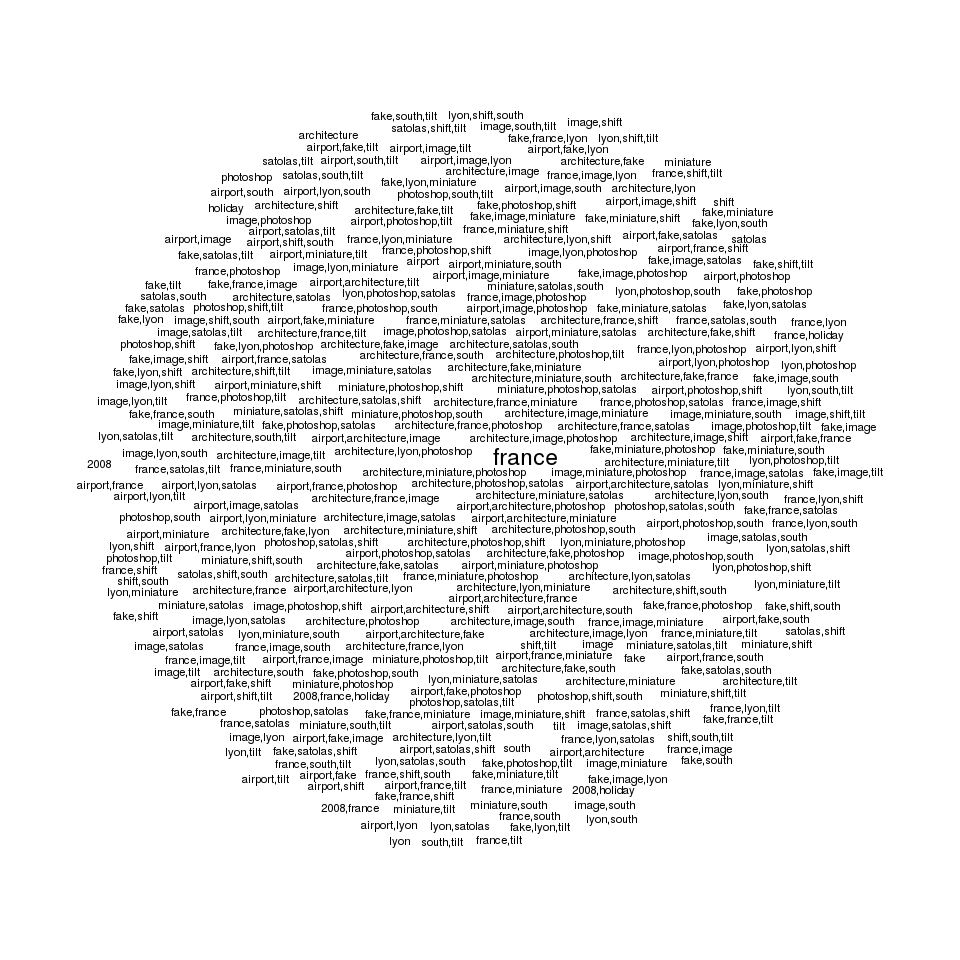 fake,south,tilt lyon,shift,south
satolas,shift,tilt image,south,tilt image,shift
architecture fake,france,lyon lyon,shift,tilt
airport,fake,tilt airport,image,tilt airport,fake,lyon
satolas,tilt airport,south,tilt airport,image,lyon architecture,fake miniature
photoshop satolas,south,tilt architecture,image france,image,lyon france,shift,tilt
fake,lyon,miniature
airport,south airport,lyon,south photoshop,south,tilt airport,image,south architecture,lyon
holiday architecture,shift architecture,fake,tilt fake,photoshop,shift airport,image,shift shift
image,photoshop airport,photoshop,tilt fake,image,miniature fake,miniature,shift fake,miniature
airport,satolas,tilt france,miniature,shift fake,lyon,south
airport,image airport,shift,south france,lyon,miniature architecture,lyon,shift airport,fake,satolas satolas
fake,satolas,tilt airport,miniature,tilt france,photoshop,shift image,lyon,photoshop airport,france,shift
france,photoshop image,lyon,miniature airport airport,miniature,south fake,image,satolas fake,shift,tilt
fake,tilt fake,france,image airport,architecture,tilt airport,image,miniature fake,image,photoshop airport,photoshop
satolas,south architecture,satolas lyon,photoshop,satolas miniature,satolas,south lyon,photoshop,south fake,photoshop
fake,satolas photoshop,shift,tilt france,photoshop,south france,image,photoshop fake,lyon,satolas
airport,image,photoshop fake,miniature,satolas
fake,lyon image,shift,south airport,fake,miniature france,miniature,satolas architecture,france,shift france,satolas,south france,lyon
image,satolas,tilt architecture,france,tilt image,photoshop,satolas airport,miniature,satolas architecture,fake,shift france,holiday
photoshop,shift fake,lyon,photoshop architecture,fake,image architecture,satolas,south france,lyon,photoshop airport,lyon,shift
fake,image,shift airport,france,satolas architecture,france,south architecture,photoshop,tilt airport,lyon,photoshop lyon,photoshop
fake,lyon,shift architecture,shift,tilt image,miniature,satolas architecture,fake,miniature architecture,fake,france fake,image,south
image,lyon,shift airport,miniature,shift miniature,photoshop,shift architecture,miniature,south miniature,photoshop,satolas airport,photoshop,shift lyon,south,tilt
image,lyon,tilt france,photoshop,tilt architecture,satolas,shift architecture,france,miniature france,photoshop,satolas france,image,shift
fake,france,south miniature,satolas,shift miniature,photoshop,south architecture,image,miniature image,miniature,south image,shift,tilt
image,miniature,tilt fake,photoshop,satolas architecture,france,photoshop architecture,france,satolas image,photoshop,tilt fake,image
lyon,satolas,tilt architecture,south,tilt airport,architecture,image architecture,image,photoshop architecture,image,shift airport,fake,france
image,lyon,south architecture,image,tilt architecture,lyon,photoshop france fake,miniature,photoshop fake,miniature,south
2008 france,satolas,tilt france,miniature,south architecture,miniature,tilt lyon,photoshop,tilt
architecture,miniature,photoshop image,miniature,photoshop france,image,satolas fake,image,tilt
airport,france airport,lyon,satolas airport,france,photoshop architecture,photoshop,satolas airport,architecture,satolas lyon,miniature,shift
airport,lyon,tilt architecture,france,image architecture,miniature,satolas architecture,lyon,south france,lyon,shift
image,airport,satolas airport,architecture,photoshop photoshop,satolas,south fake,france,satolas
photoshop,south airport,lyon,miniature architecture,image,satolas airport,architecture,miniature airport,photoshop,south france,lyon,south
airport,miniature architecture,fake,lyon architecture,miniature,shift architecture,photoshop,south image,satolas,south
lyon,shift airport,france,lyon photoshop,satolas,shift architecture,photoshop,shift lyon,miniature,photoshop lyon,satolas,shift
photoshop,tilt miniature,shift,south airport,photoshop,satolas architecture,fake,photoshop image,photoshop,south
france,shift satolas,shift,south architecture,fake,satolas airport,miniature,photoshop lyon,photoshop,shift
shift,south architecture,satolas,tilt france,miniature,photoshop architecture,lyon,satolas
lyon,miniature architecture,france airport,architecture,lyon architecture,lyon,miniature architecture,shift,south lyon,miniature,tilt
airport,architecture,france
miniature,satolas image,photoshop,shift airport,architecture,shift airport,architecture,south fake,france,photoshop fake,shift,south
fake,shift image,lyon,satolas architecture,photoshop architecture,image,south france,image,miniature airport,fake,south
airport,satolas lyon,miniature,south airport,architecture,fake architecture,image,lyon france,miniature,tilt satolas,shift
image,satolas france,image,south architecture,france,lyon shift,tilt image miniature,satolas,tilt miniature,shift
france,image,tilt airport,france,image miniature,photoshop,tilt airport,france,miniature fake airport,france,south
image,tilt architecture,south fake,photoshop,south architecture,fake,south fake,satolas,south
airport,fake,shift miniature,photoshop lyon,miniature,satolas architecture,miniature architecture,tilt
airport,shift,tilt 2008,france,holiday airport,fake,photoshop photoshop,shift,south miniature,shift,tilt
photoshop,satolas,tilt
fake,france photoshop,satolas fake,france,miniature image,miniature,shift france,satolas,shift france,lyon,tilt
france,satolas miniature,south,tilt airport,satolas,south tilt image,satolas,shift fake,france,tilt
image,lyon airport,fake,image architecture,lyon,tilt france,lyon,satolas shift,south,tilt
lyon,tilt fake,satolas,shift airport,satolas,shift south airport,architecture france,image
france,south,tilt lyon,satolas,south fake,photoshop,tilt image,miniature fake,south
airport,tilt airport,fake france,shift,south fake,miniature,tilt fake,image,lyon
airport,shift airport,france,tilt france,miniature 2008,holiday
fake,france,shift
2008,france miniature,tilt miniature,south image,south
france,south lyon,south
airport,lyon lyon,satolas fake,lyon,tilt
lyon south,tilt france,tilt